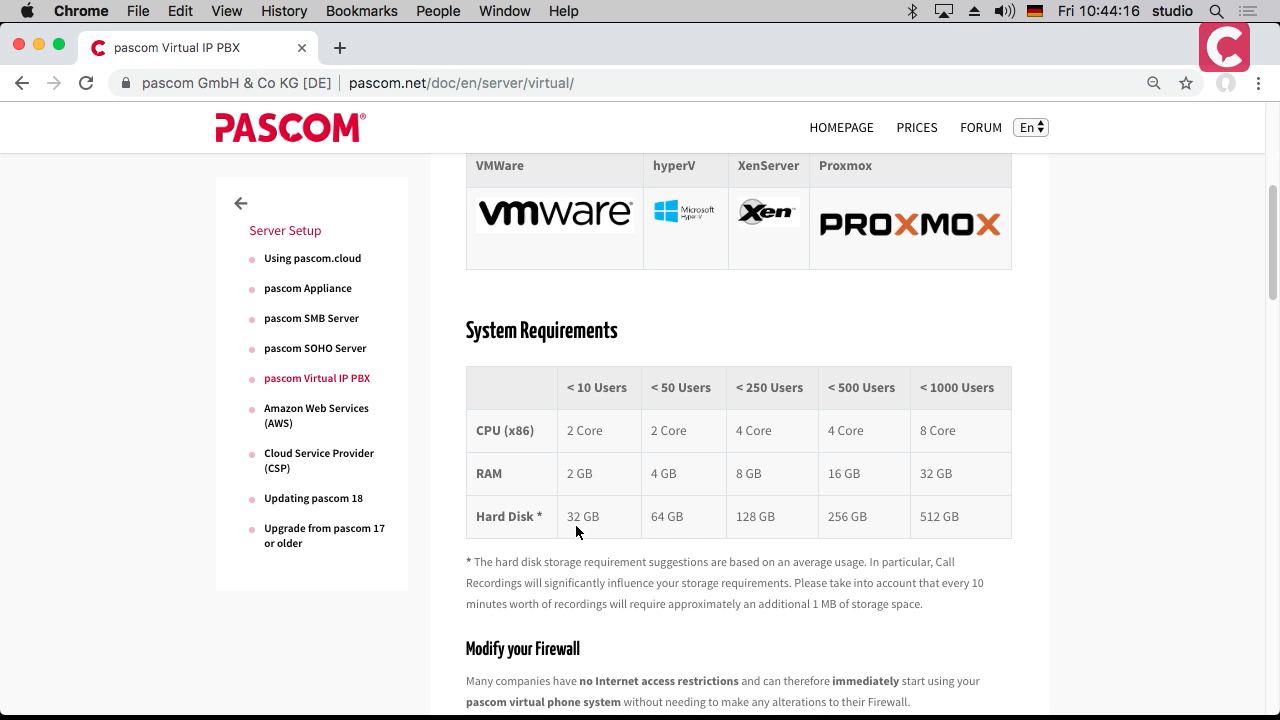 Chrome File Edit View History Bookmarks People Window Help Fri 10:44:16 studio
pascom Virtual IP PBX
pascom GmbH & Co KG [DE] pascom.net/doc/en/server/virtual/
PASCOM® HOMEPAGE PRICES FORUM En
Server Setup
Using pascom.cloud
pascom Appliance
pascom SMB Server
pascom SOHO Server
pascom Virtual IP PBX
Amazon Web Services
(AWS)
Cloud Service Provider
(CSP)
Updating pascom 18
Upgrade from pascom 17
or older
VMWare hyperV XenServer Proxmox
vmware Microsoft Hyper-V Xen PROXMOX
System Requirements
< 10 Users < 50 Users < 250 Users < 500 Users < 1000 Users
CPU (x86) 2 Core 2 Core 4 Core 4 Core 8 Core
RAM 2 GB 4 GB 8 GB 16 GB 32 GB
Hard Disk * 32 GB 64 GB 128 GB 256 GB 512 GB
* The hard disk storage requirement suggestions are based on an average usage. In particular, Call
Recordings will significantly influence your storage requirements. Please take into account that every 10
minutes worth of recordings will require approximately an additional 1 MB of storage space.
Modify your Firewall
Many companies have no Internet access restrictions and can therefore immediately start using your
pascom virtual phone system without needing to make any alterations to their Firewall.